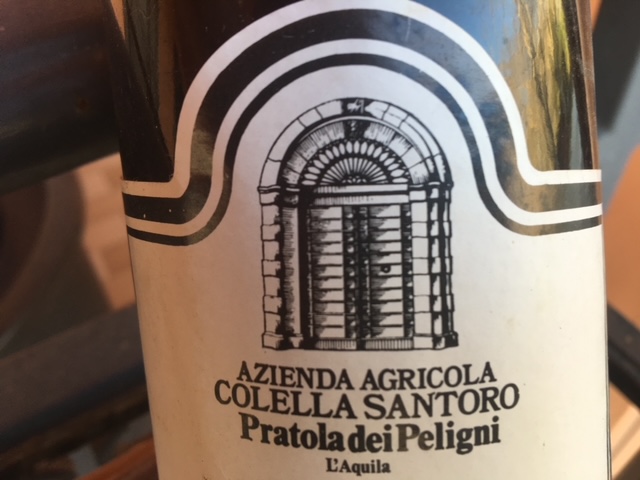 AZIENDA AGRICOLA
COLELLA SANTORO
Pratola dei Peligni
L'Aquila